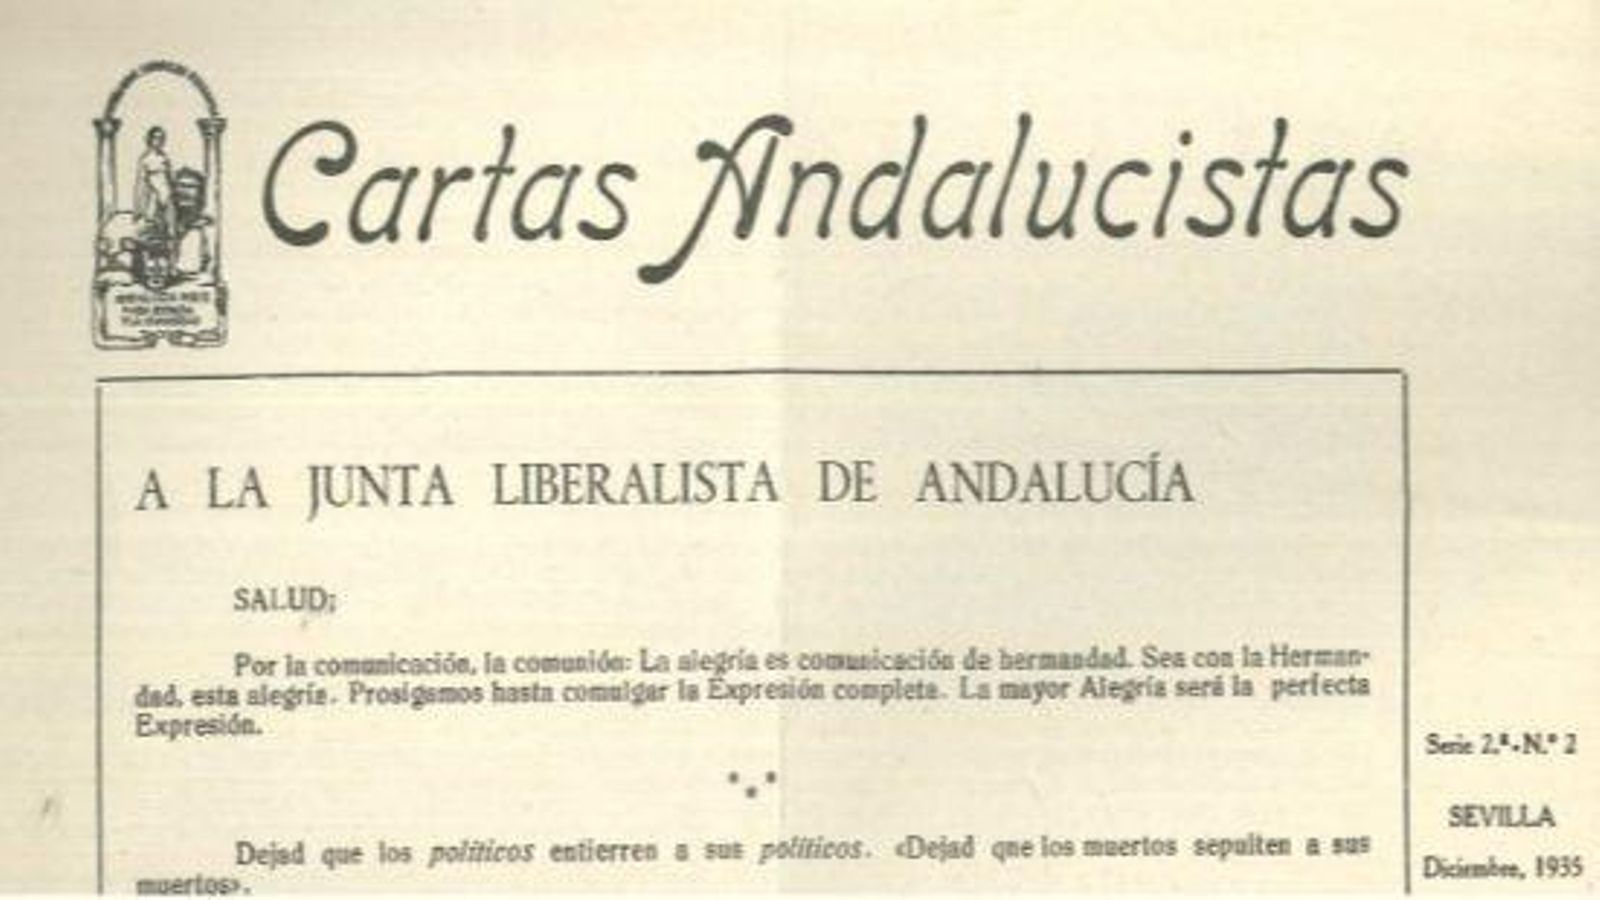 Cartas Andalucistas
A LA JUNTA LIBERALISTA DE ANDALUCÍA
SALUD;
Por la comunicación, la comunión: La alegría es comunicación de hermandad. Sea con la Herman-
dad, esta alegría. Prosigamos hasta comulgar la Expresión completa. La mayor Alegría será la perfecta
Expresión.
Serie 2.ª-N.º 2
SEVILLA
Diciembre, 1935
Dejad que los políticos entierren a sus políticos. «Dejad que los muertos sepulten a sus
muertos».